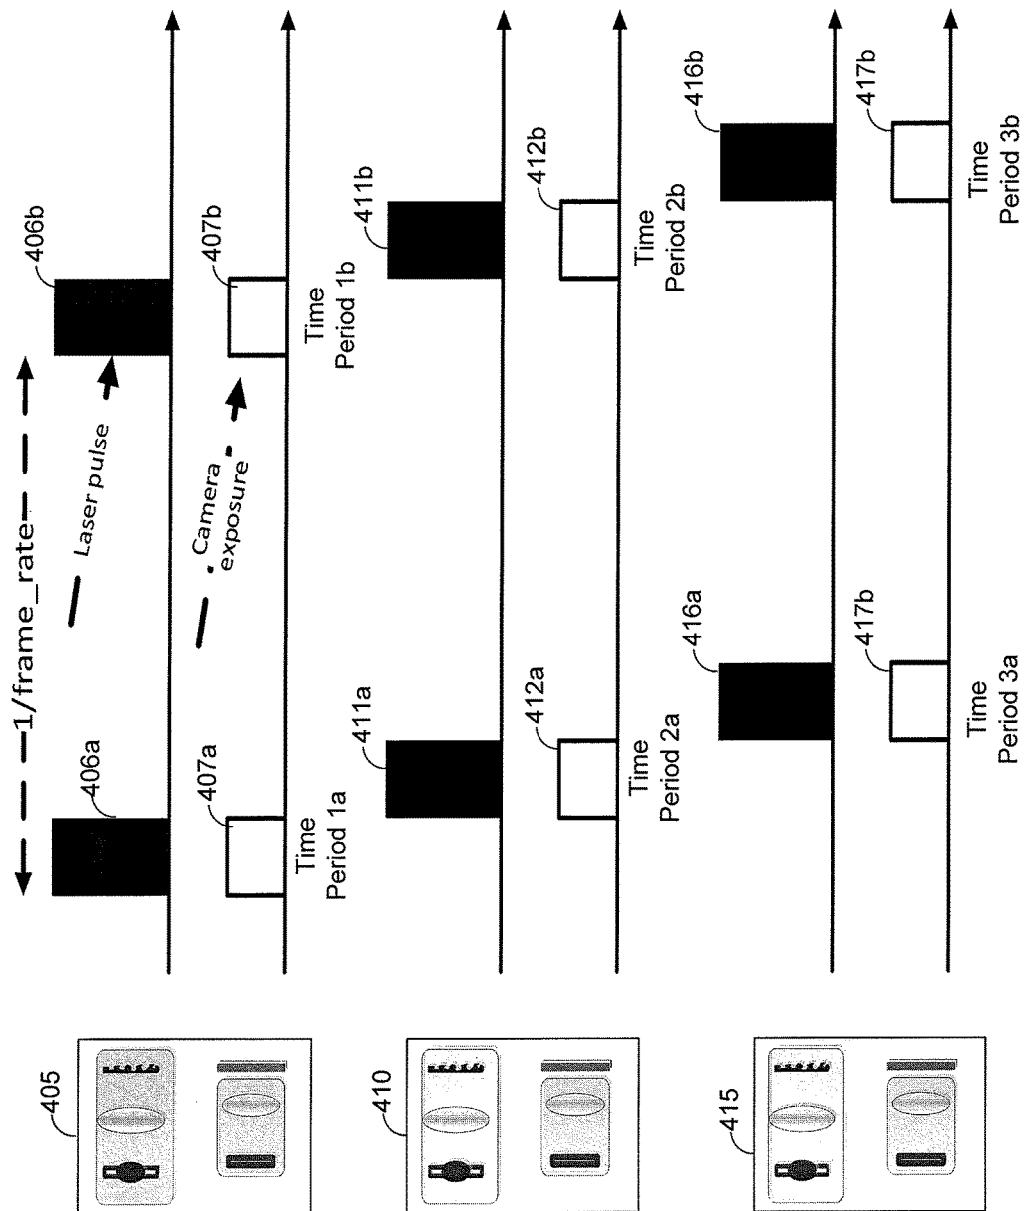 1/frame_rate
406a
406b
Laser pulse
407a
407b
Camera
exposure
Time
Period 1a
Time
Period 1b
405
411a
411b
412a
412b
Time
Period 2a
Time
Period 2b
410
416a
416b
417b
417b
Time
Period 3a
Time
Period 3b
415